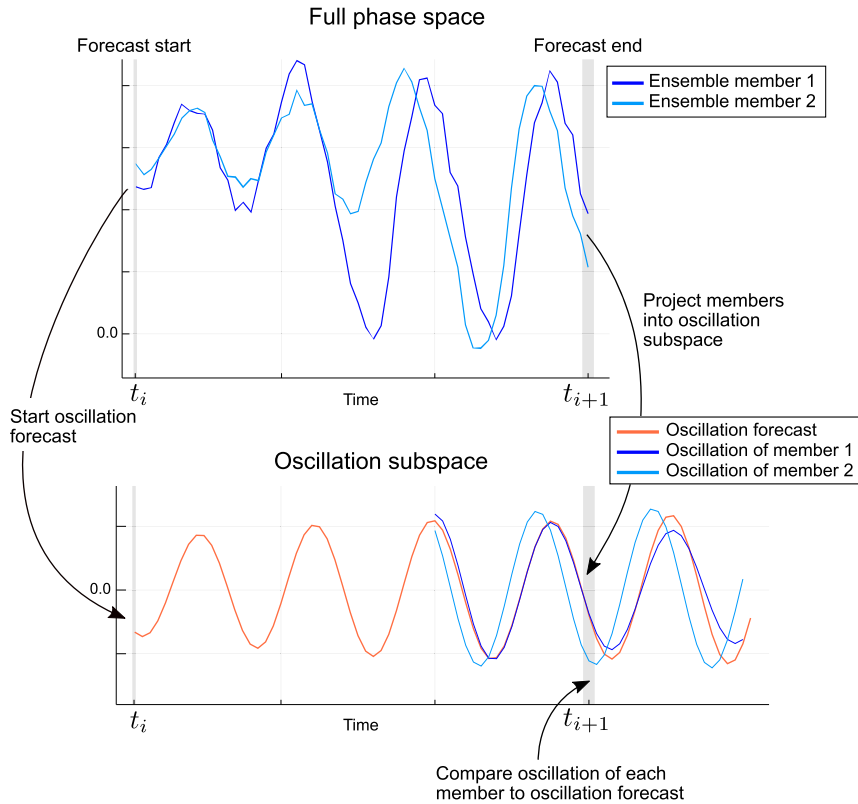 Full phase space
Forecast start
Forecast end
Ensemble member 1
Ensemble member 2
0.0
t_i
Time
t_{i+1}
Project members
into oscillation
subspace
Start oscillation
forecast
Oscillation forecast
Oscillation of member 1
Oscillation of member 2
Oscillation subspace
0.0
t_i
Time
t_{i+1}
Compare oscillation of each
member to oscillation forecast